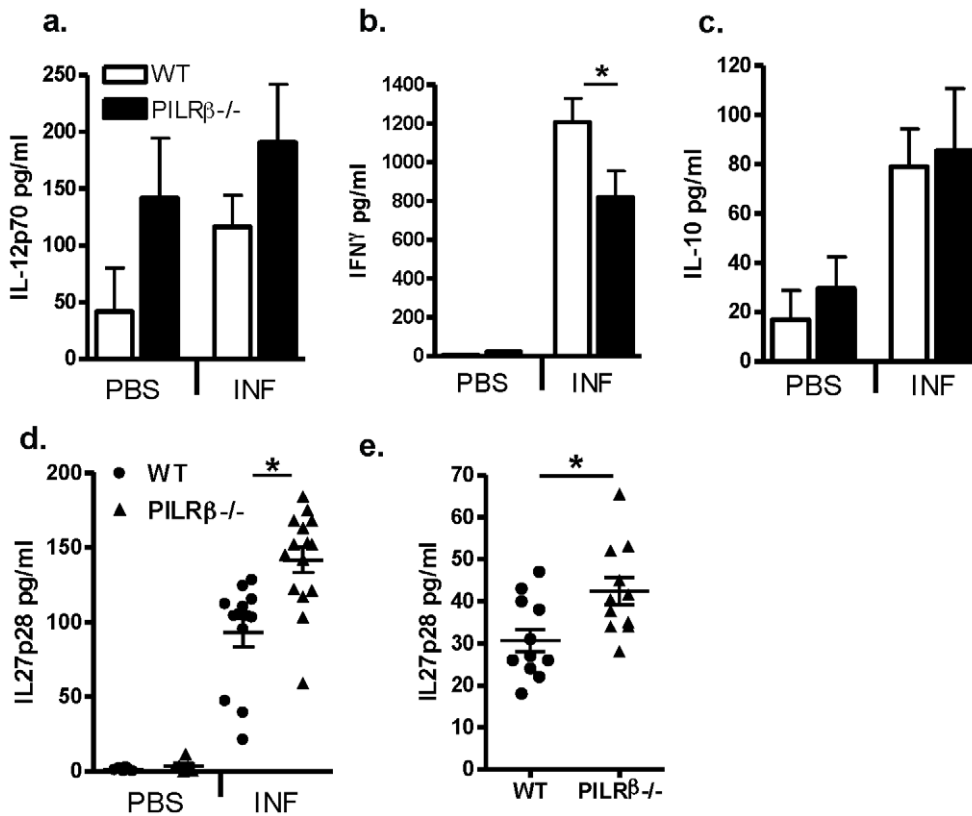 a.
WT
PILRβ-/-
IL-12p70 pg/ml
250
200
150
100
50
0
PBS
INF
b.
*
IFNγ pg/ml
1400
1200
1000
800
600
400
200
0
PBS
INF
c.
IL-10 pg/ml
120
100
80
60
40
20
0
PBS
INF
d.
WT
PILRβ-/-
*
IL27p28 pg/ml
200
150
100
50
0
PBS
INF
e.
*
IL27p28 pg/ml
70
60
50
40
30
20
10
0
WT
PILRβ-/-